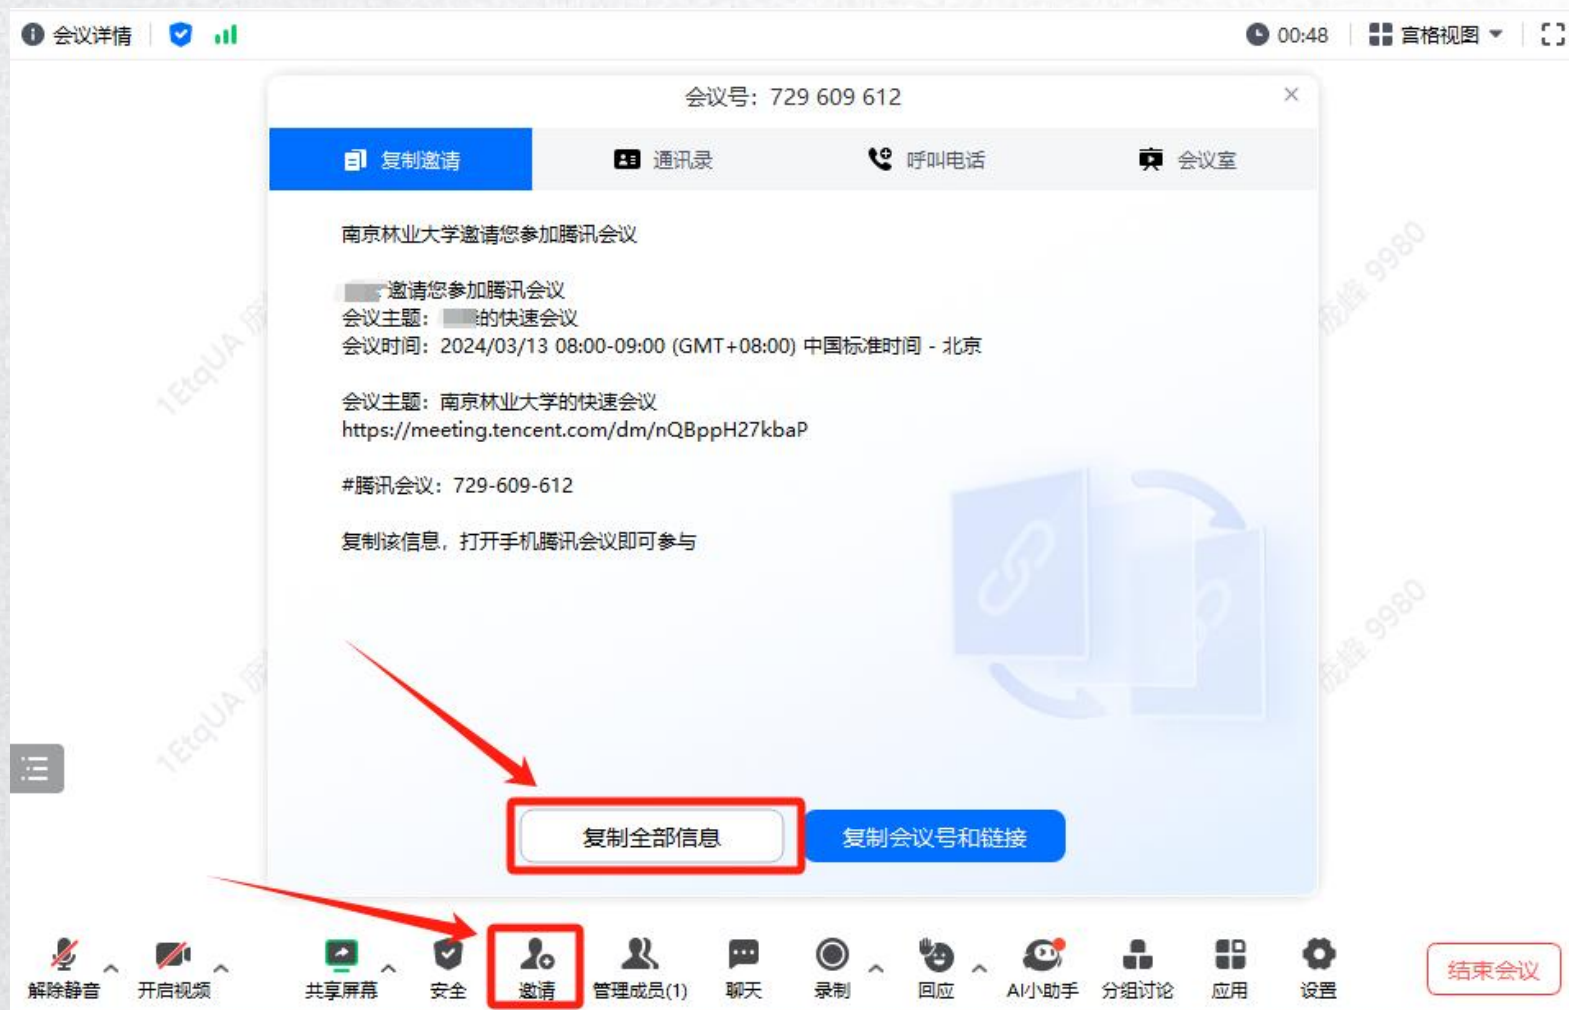 会议详情
00:48
宫格视图
会议号：729 609 612
复制邀请
通讯录
呼叫电话
会议室
南京林业大学邀请您参加腾讯会议
邀请您参加腾讯会议
会议主题：的快速会议
会议时间：2024/03/13 08:00-09:00 (GMT+08:00) 中国标准时间 - 北京
会议主题：南京林业大学的快速会议
https://meeting.tencent.com/dm/nQBppH27kbaP
#腾讯会议：729-609-612
复制该信息，打开手机腾讯会议即可参与
复制全部信息
复制会议号和链接
1EtqUA
9980
1EtqUA
9980
解除静音
开启视频
共享屏幕
安全
邀请
管理成员(1)
聊天
录制
回应
AI小助手
分组讨论
应用
设置
结束会议